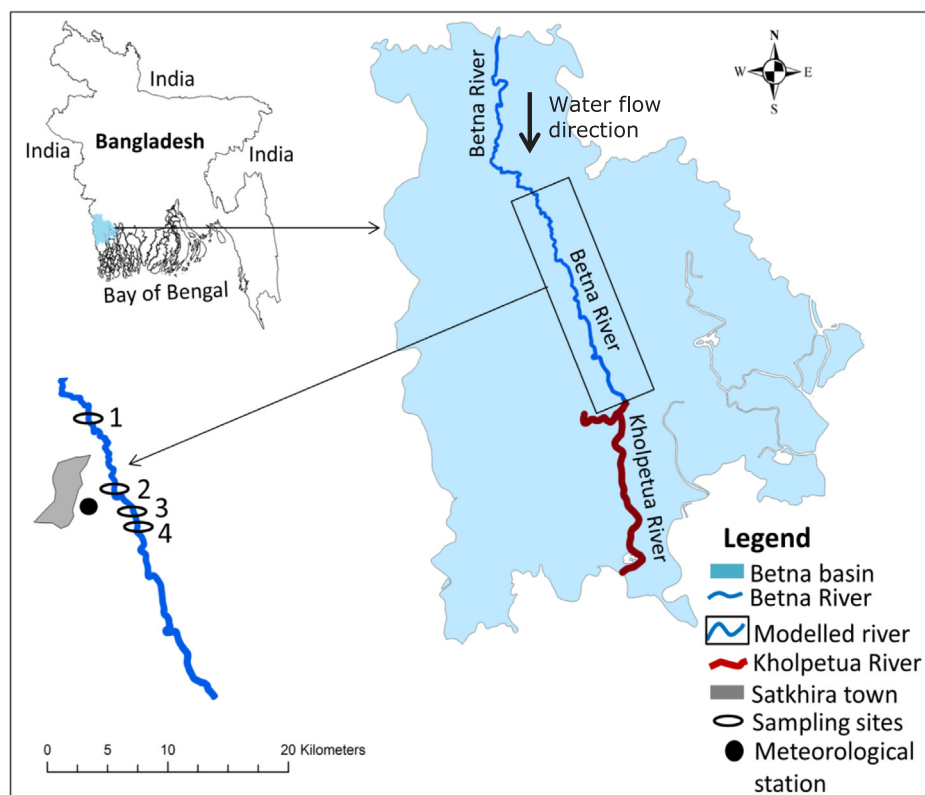 India
India
Bangladesh
India
Bay of Bengal
Betna River
Water flow
direction
N
W
E
S
Betna River
Kholpetua River
1
2
3
4
0 5 10 20 Kilometers
Legend
Betna basin
Betna River
Modelled river
Kholpetua River
Satkhira town
Sampling sites
Meteorological
station